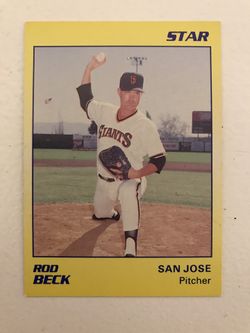 STAR
GIANTS
ROD
BECK
SAN JOSE
Pitcher